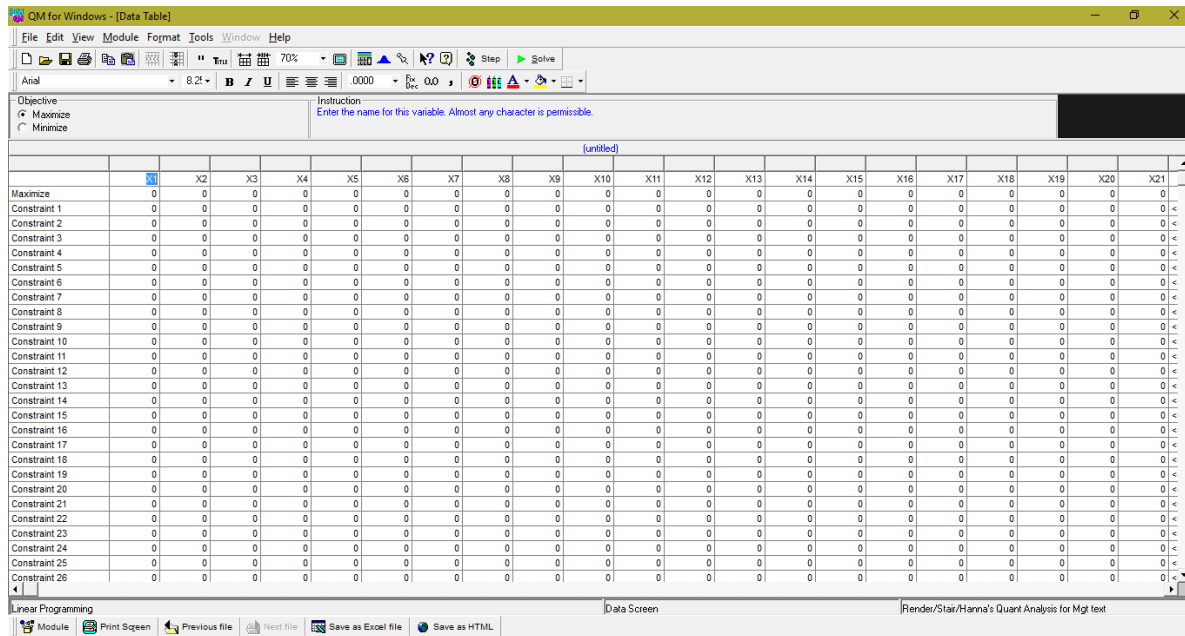 QM for Windows - [Data Table]
File Edit View Module Format Tools Window Help
70% Step Solve
Arial 8.25 B I U .0000 Fix Dec 0.0 ,
Objective
Maximize
Minimize
Instruction
Enter the name for this variable. Almost any character is permissible.
(untitled)
X1 X2 X3 X4 X5 X6 X7 X8 X9 X10 X11 X12 X13 X14 X15 X16 X17 X18 X19 X20 X21
Maximize 0 0 0 0 0 0 0 0 0 0 0 0 0 0 0 0 0 0 0 0 0
Constraint 1 0 0 0 0 0 0 0 0 0 0 0 0 0 0 0 0 0 0 0 0 0 <
Constraint 2 0 0 0 0 0 0 0 0 0 0 0 0 0 0 0 0 0 0 0 0 0 <
Constraint 3 0 0 0 0 0 0 0 0 0 0 0 0 0 0 0 0 0 0 0 0 0 <
Constraint 4 0 0 0 0 0 0 0 0 0 0 0 0 0 0 0 0 0 0 0 0 0 <
Constraint 5 0 0 0 0 0 0 0 0 0 0 0 0 0 0 0 0 0 0 0 0 0 <
Constraint 6 0 0 0 0 0 0 0 0 0 0 0 0 0 0 0 0 0 0 0 0 0 <
Constraint 7 0 0 0 0 0 0 0 0 0 0 0 0 0 0 0 0 0 0 0 0 0 <
Constraint 8 0 0 0 0 0 0 0 0 0 0 0 0 0 0 0 0 0 0 0 0 0 <
Constraint 9 0 0 0 0 0 0 0 0 0 0 0 0 0 0 0 0 0 0 0 0 0 <
Constraint 10 0 0 0 0 0 0 0 0 0 0 0 0 0 0 0 0 0 0 0 0 0 <
Constraint 11 0 0 0 0 0 0 0 0 0 0 0 0 0 0 0 0 0 0 0 0 0 <
Constraint 12 0 0 0 0 0 0 0 0 0 0 0 0 0 0 0 0 0 0 0 0 0 <
Constraint 13 0 0 0 0 0 0 0 0 0 0 0 0 0 0 0 0 0 0 0 0 0 <
Constraint 14 0 0 0 0 0 0 0 0 0 0 0 0 0 0 0 0 0 0 0 0 0 <
Constraint 15 0 0 0 0 0 0 0 0 0 0 0 0 0 0 0 0 0 0 0 0 0 <
Constraint 16 0 0 0 0 0 0 0 0 0 0 0 0 0 0 0 0 0 0 0 0 0 <
Constraint 17 0 0 0 0 0 0 0 0 0 0 0 0 0 0 0 0 0 0 0 0 0 <
Constraint 18 0 0 0 0 0 0 0 0 0 0 0 0 0 0 0 0 0 0 0 0 0 <
Constraint 19 0 0 0 0 0 0 0 0 0 0 0 0 0 0 0 0 0 0 0 0 0 <
Constraint 20 0 0 0 0 0 0 0 0 0 0 0 0 0 0 0 0 0 0 0 0 0 <
Constraint 21 0 0 0 0 0 0 0 0 0 0 0 0 0 0 0 0 0 0 0 0 0 <
Constraint 22 0 0 0 0 0 0 0 0 0 0 0 0 0 0 0 0 0 0 0 0 0 <
Constraint 23 0 0 0 0 0 0 0 0 0 0 0 0 0 0 0 0 0 0 0 0 0 <
Constraint 24 0 0 0 0 0 0 0 0 0 0 0 0 0 0 0 0 0 0 0 0 0 <
Constraint 25 0 0 0 0 0 0 0 0 0 0 0 0 0 0 0 0 0 0 0 0 0 <
Constraint 26 0 0 0 0 0 0 0 0 0 0 0 0 0 0 0 0 0 0 0 0 0 <
Linear Programming Data Screen Render/Stair/Hanna's Quant Analysis for Mgt text
Module Print Screen Previous file Next file Save as Excel file Save as HTML